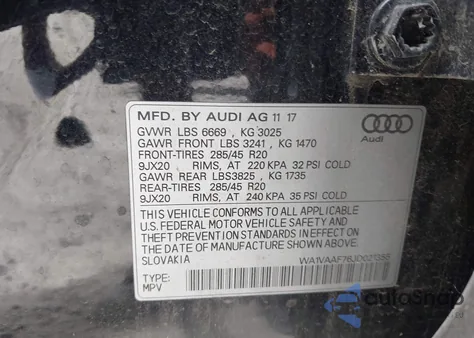 MFD. BY AUDI AG 11 17
GVWR LBS 6669 , KG 3025
GAWR FRONT LBS 3241 , KG 1470
FRONT-TIRES 285/45 R20
9JX20 RIMS, AT 220 KPA 32 PSI COLD
GAWR REAR LBS3825 , KG 1735
REAR-TIRES 285/45 R20
9JX20 RIMS, AT 240 KPA 35 PSI COLD
THIS VEHICLE CONFORMS TO ALL APPLICABLE
U.S. FEDERAL MOTOR VEHICLE
SAFETY STANDARDS IN EFFECT ON THE
DATE OF MANUFACTURE SHOWN ABOVE.
SLOVAKIA
TYPE:
MPV
Audi
autoSnap